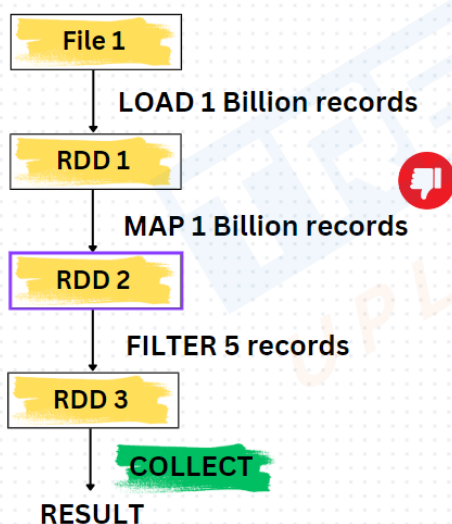 File 1
LOAD 1 Billion records
RDD 1
MAP 1 Billion records
RDD 2
FILTER 5 records
RDD 3
COLLECT
RESULT